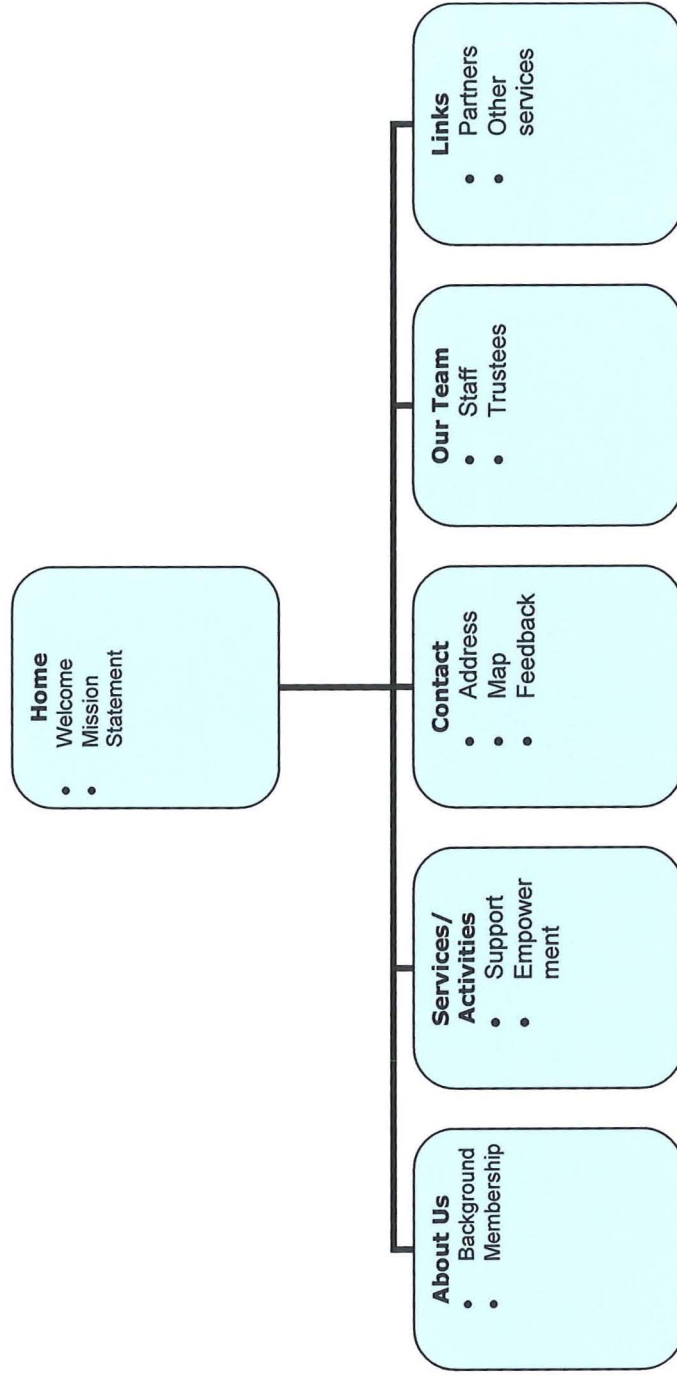 Home
• Welcome
• Mission
Statement
About Us
• Background
• Membership
Services/
Activities
• Support
• Empower
ment
Contact
• Address
• Map
• Feedback
Our Team
• Staff
• Trustees
Links
• Partners
• Other
services